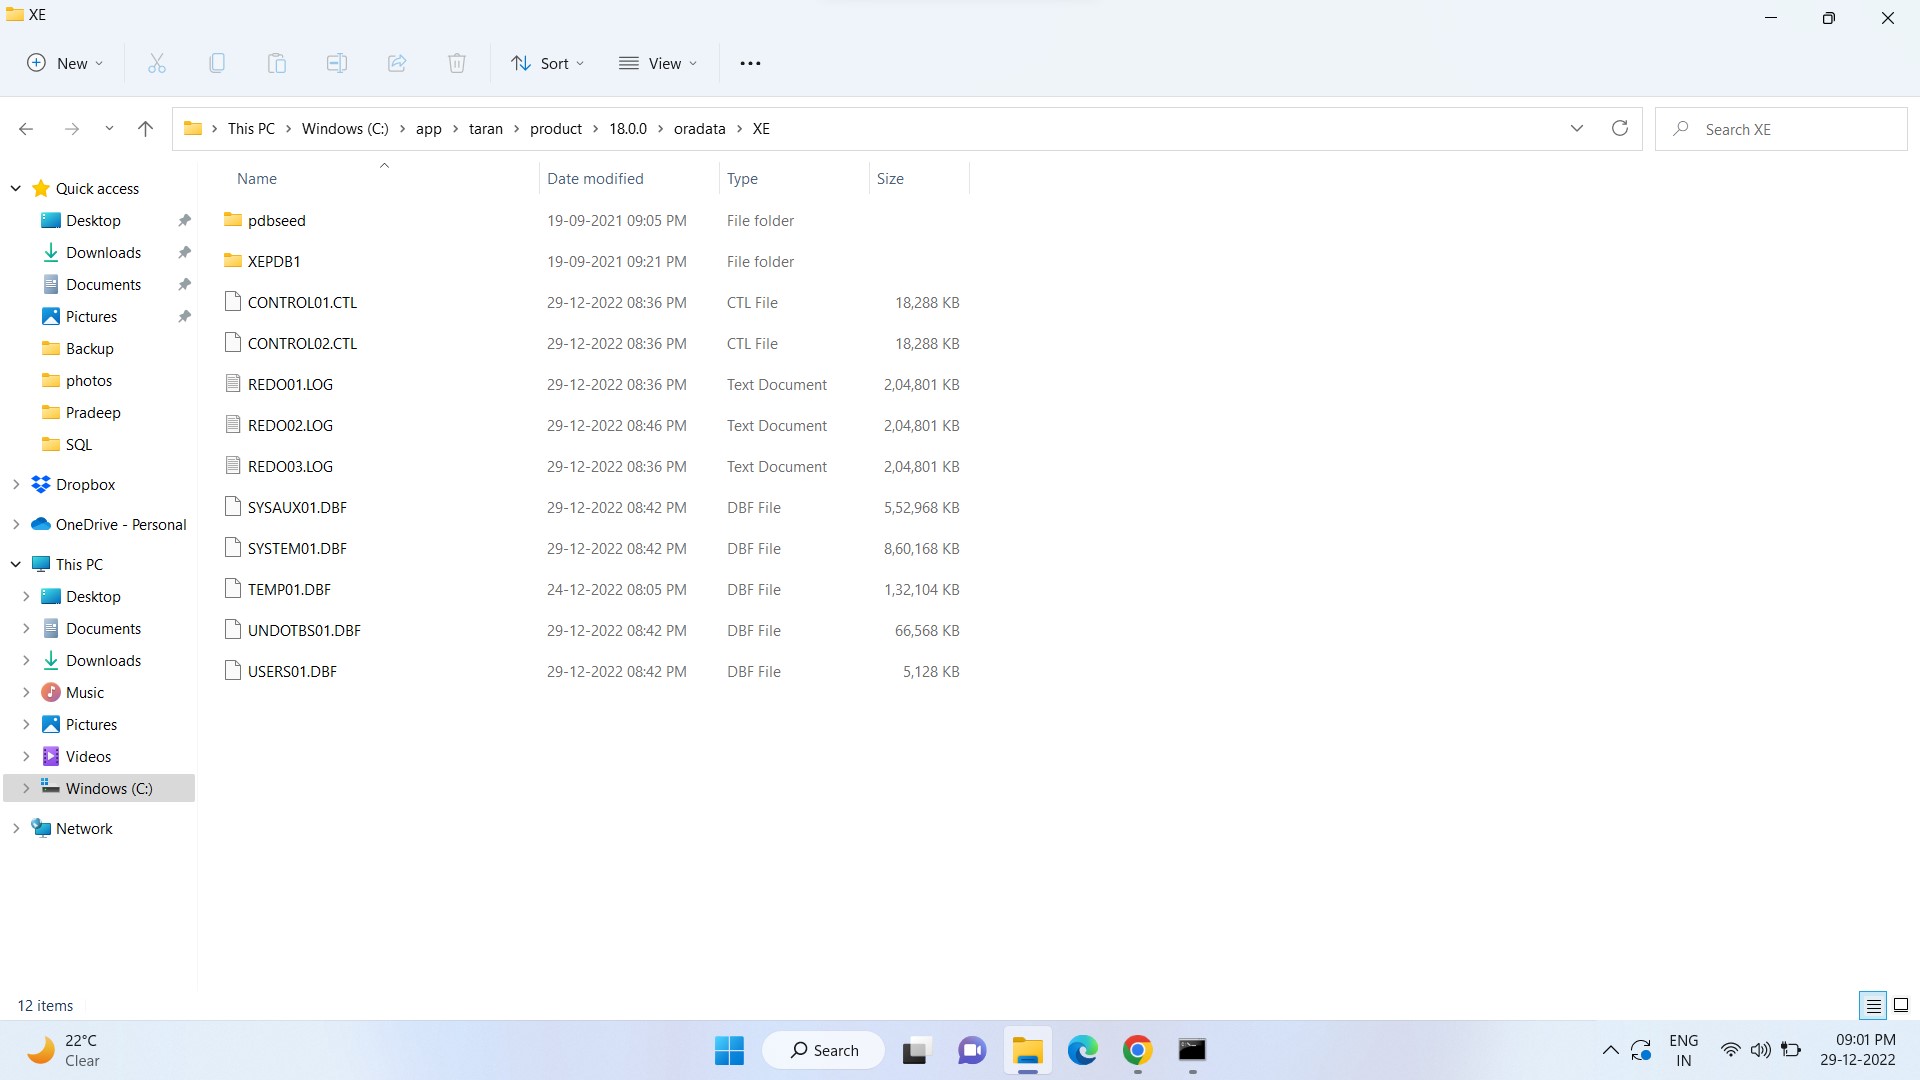 XE
New
Sort
View
This PC > Windows (C:) > app > taran > product > 18.0.0 > oradata > XE
Search XE
Quick access
Desktop
Downloads
Documents
Pictures
Backup
photos
Pradeep
SQL
Dropbox
OneDrive - Personal
This PC
Desktop
Documents
Downloads
Music
Pictures
Videos
Windows (C:)
Network
Name Date modified Type Size
pdbseed 19-09-2021 09:05 PM File folder
XEPDB1 19-09-2021 09:21 PM File folder
CONTROL01.CTL 29-12-2022 08:36 PM CTL File 18,288 KB
CONTROL02.CTL 29-12-2022 08:36 PM CTL File 18,288 KB
REDO01.LOG 29-12-2022 08:36 PM Text Document 2,04,801 KB
REDO02.LOG 29-12-2022 08:46 PM Text Document 2,04,801 KB
REDO03.LOG 29-12-2022 08:36 PM Text Document 2,04,801 KB
SYSAUX01.DBF 29-12-2022 08:42 PM DBF File 5,52,968 KB
SYSTEM01.DBF 29-12-2022 08:42 PM DBF File 8,60,168 KB
TEMP01.DBF 24-12-2022 08:05 PM DBF File 1,32,104 KB
UNDOTBS01.DBF 29-12-2022 08:42 PM DBF File 66,568 KB
USERS01.DBF 29-12-2022 08:42 PM DBF File 5,128 KB
12 items
22°C
Clear
Search
ENG
IN
09:01 PM
29-12-2022